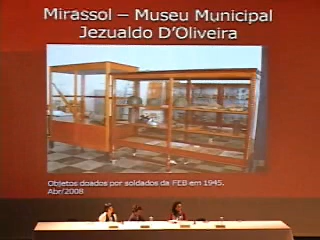 Mirassol – Museu Municipal
Jezualdo D'Oliveira
Objetos doados por soldados da FEB em 1945.
Abr/2008